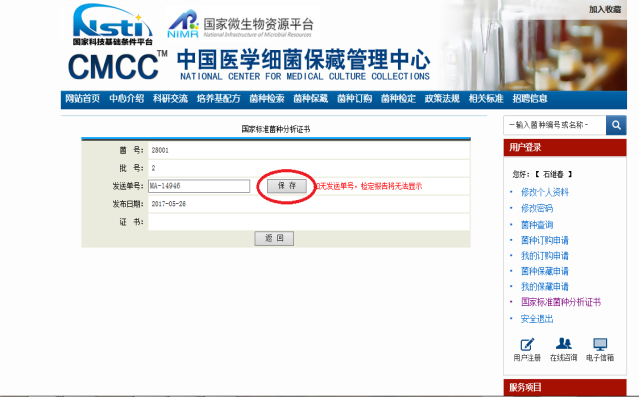 加入收藏
Nsti
国家科技基础条件平台
NIMR
国家微生物资源平台
National Infrastructure of Microbial Resources
CMCC™ 中国医学细菌保藏管理中心
NATIONAL CENTER FOR MEDICAL CULTURE COLLECTIONS
网站首页 中心介绍 科研交流 培养基配方 菌种检索 菌种保藏 菌种订购 菌种检定 政策法规 相关标准 招聘信息
国家标准菌种分析证书
菌 号: 28001
批 号: 2
发送单号: MA-14946 保 存 如无发送单号,检定报告将无法显示
发布日期: 2017-05-26
证 书:
返 回
--输入菌种编号或名称--
用户登录
您好:【 石维春 】
修改个人资料
修改密码
菌种查询
菌种订购申请
我的订购申请
菌种保藏申请
我的保藏申请
国家标准菌种分析证书
安全退出
用户注册 在线咨询 电子信箱
服务项目